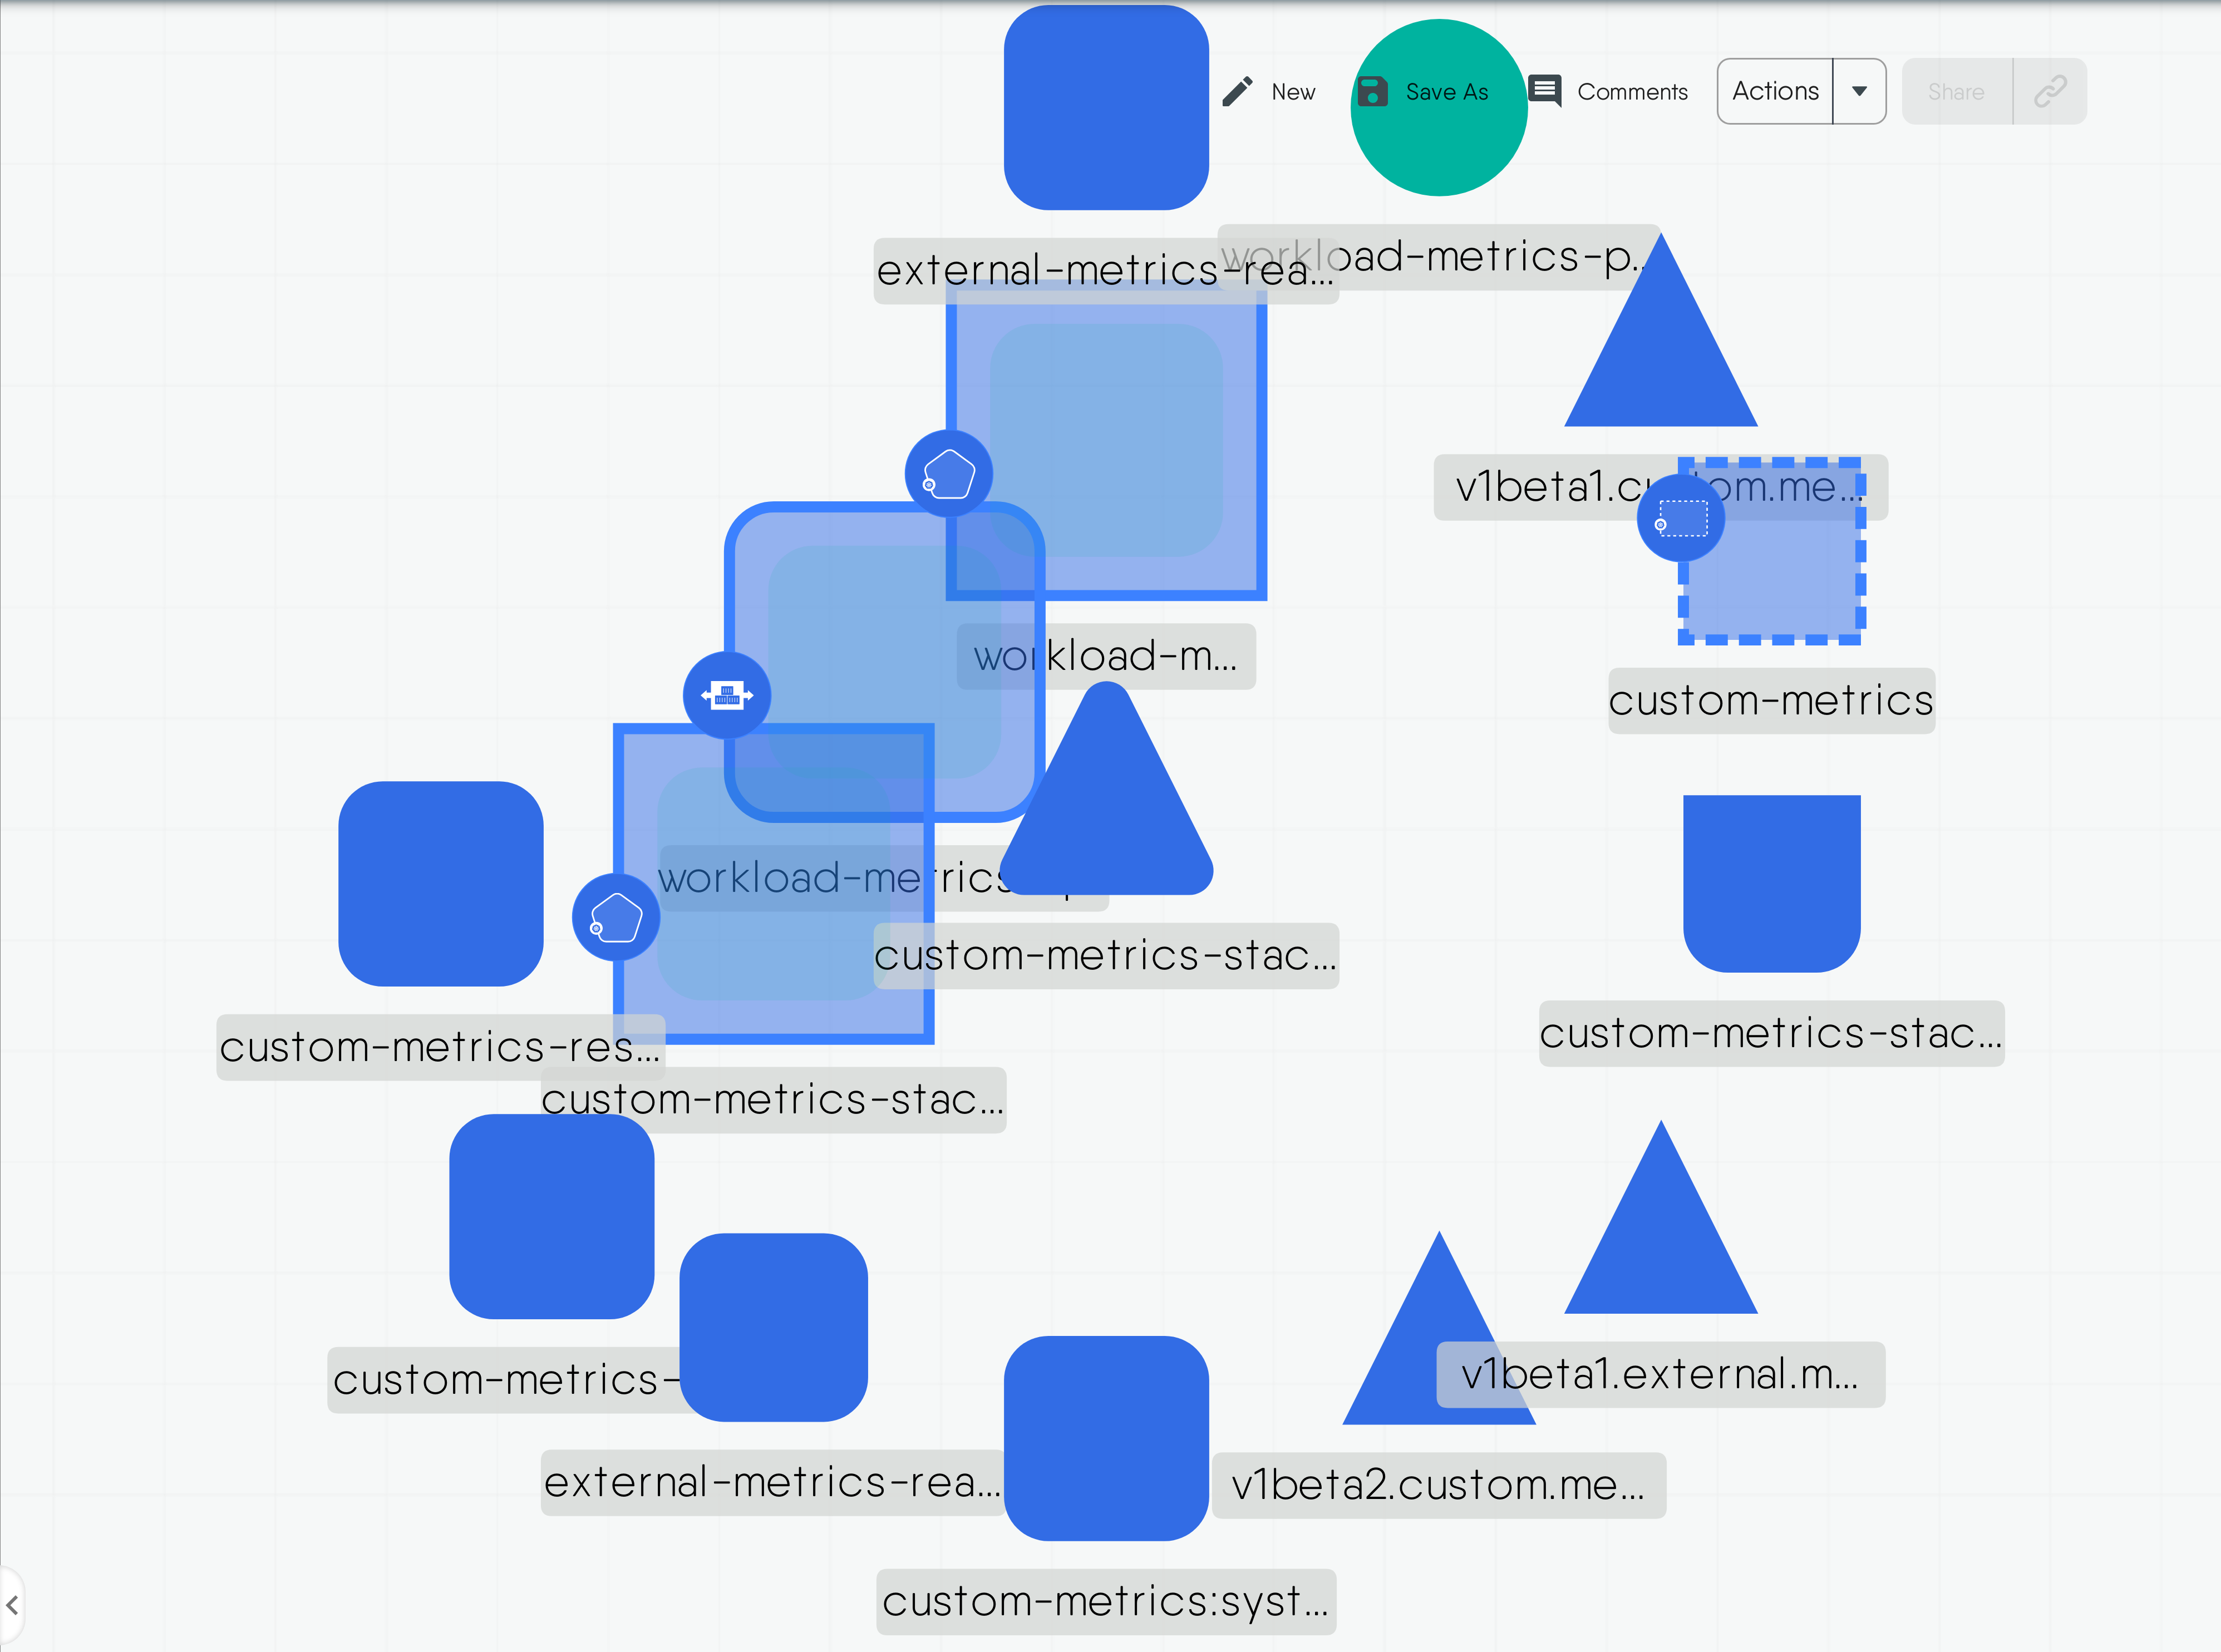 New
Save As
Comments
Actions
Share
external-metrics-rea...
workload-metrics-p...
v1beta1.custom.me...
workload-m...
custom-metrics
workload-metrics
custom-metrics-stac...
custom-metrics-stac...
custom-metrics-res...
custom-metrics-stac...
v1beta1.external.m...
custom-metrics-
external-metrics-rea...
v1beta2.custom.me...
custom-metrics:syst...